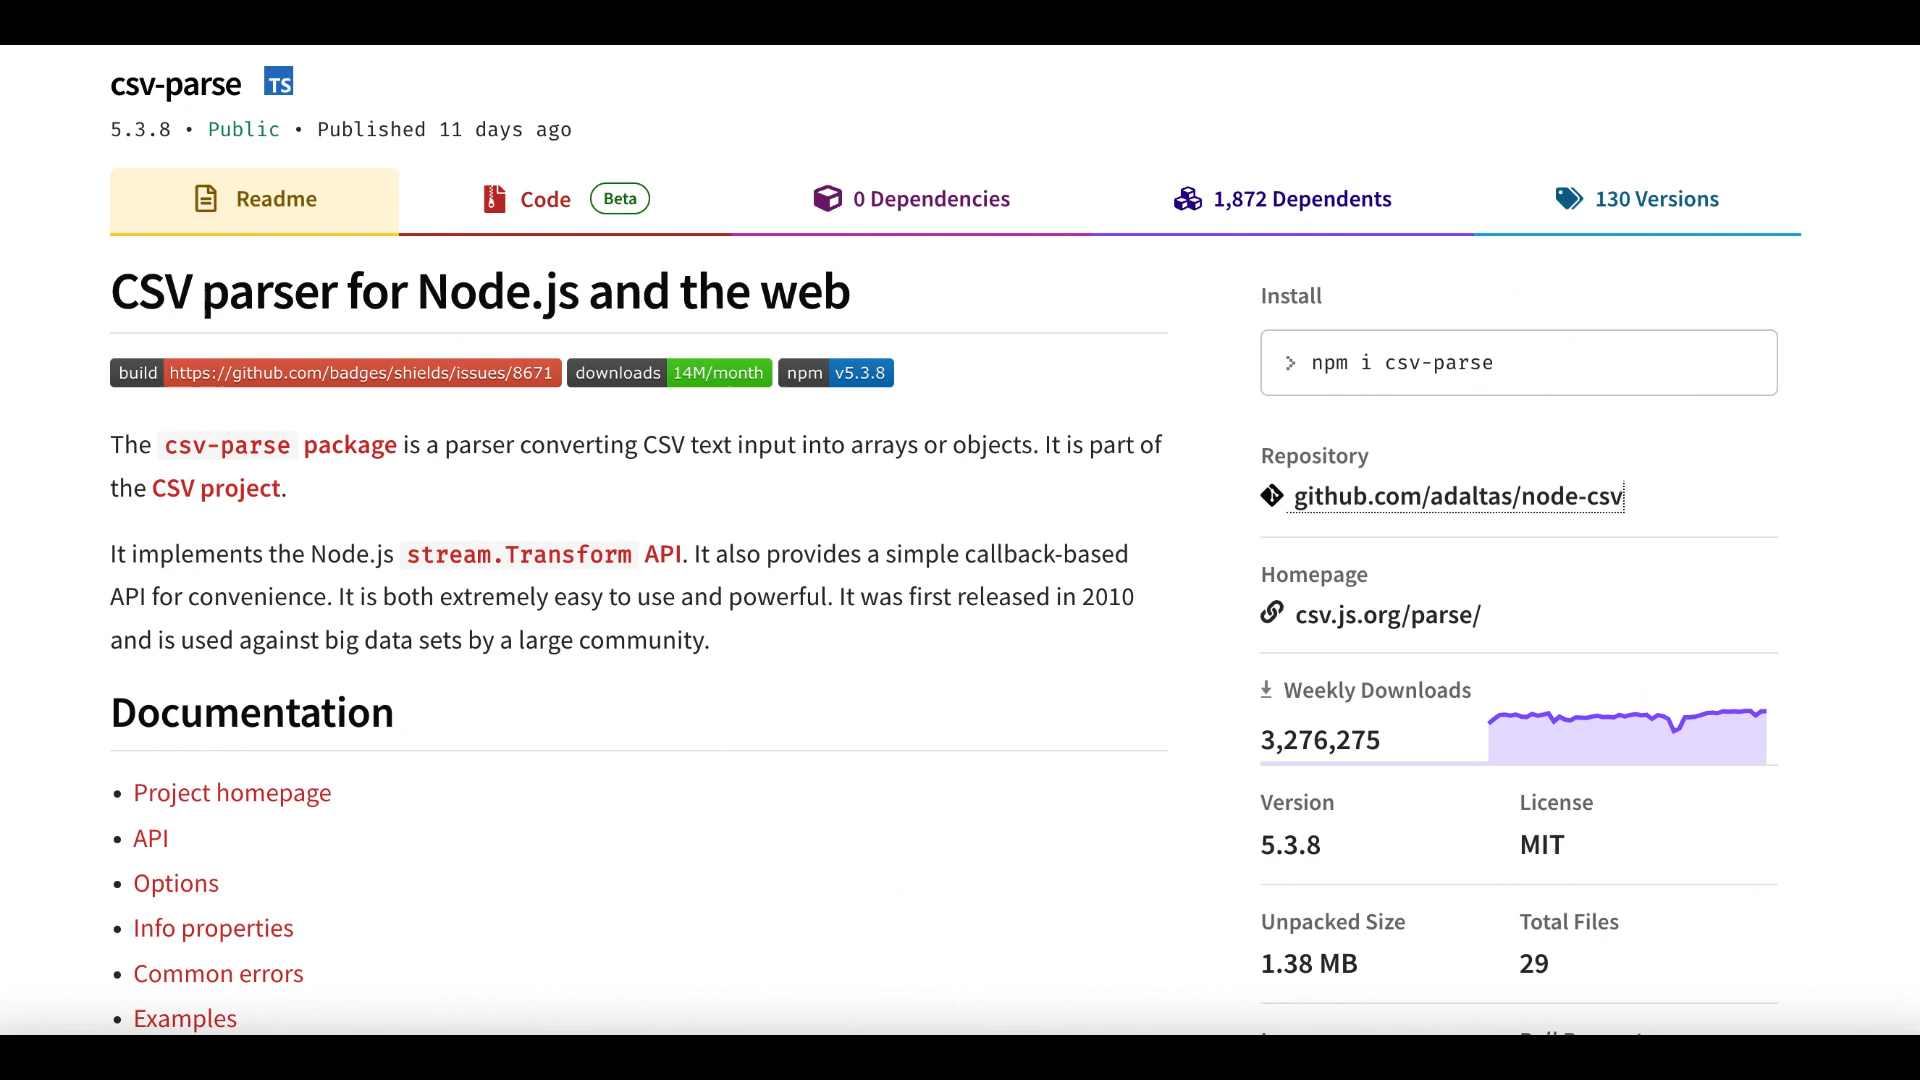 csv-parse TS
5.3.8 • Public • Published 11 days ago
Readme
Code Beta
0 Dependencies
1,872 Dependents
130 Versions
CSV parser for Node.js and the web
build https://github.com/badges/shields/issues/8671 downloads 14M/month npm v5.3.8
The csv-parse package is a parser converting CSV text input into arrays or objects. It is part of
the CSV project.
It implements the Node.js stream.Transform API. It also provides a simple callback-based
API for convenience. It is both extremely easy to use and powerful. It was first released in 2010
and is used against big data sets by a large community.
Documentation
• Project homepage
• API
• Options
• Info properties
• Common errors
• Examples
Install
> npm i csv-parse
Repository
github.com/adaltas/node-csv
Homepage
csv.js.org/parse/
Weekly Downloads
3,276,275
Version License
5.3.8 MIT
Unpacked Size Total Files
1.38 MB 29